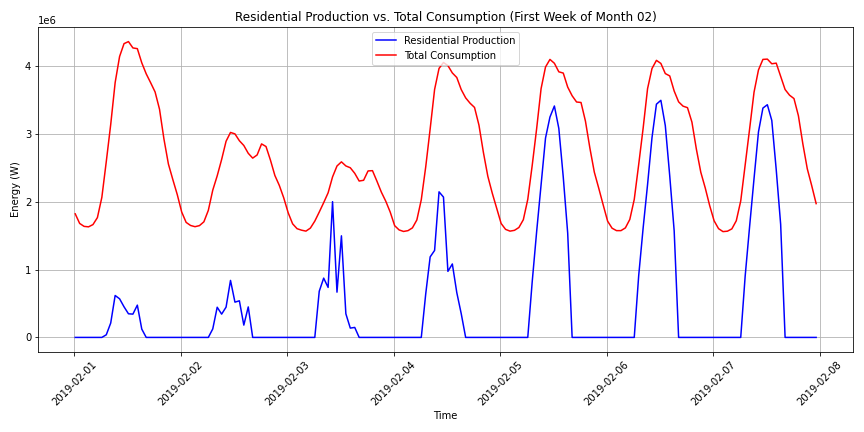 Residential Production vs. Total Consumption (First Week of Month 02)
1e6
Residential Production
Total Consumption
4
3
2
1
0
Energy (W)
2019-02-01
2019-02-02
2019-02-03
2019-02-04
2019-02-05
2019-02-06
2019-02-07
2019-02-08
Time